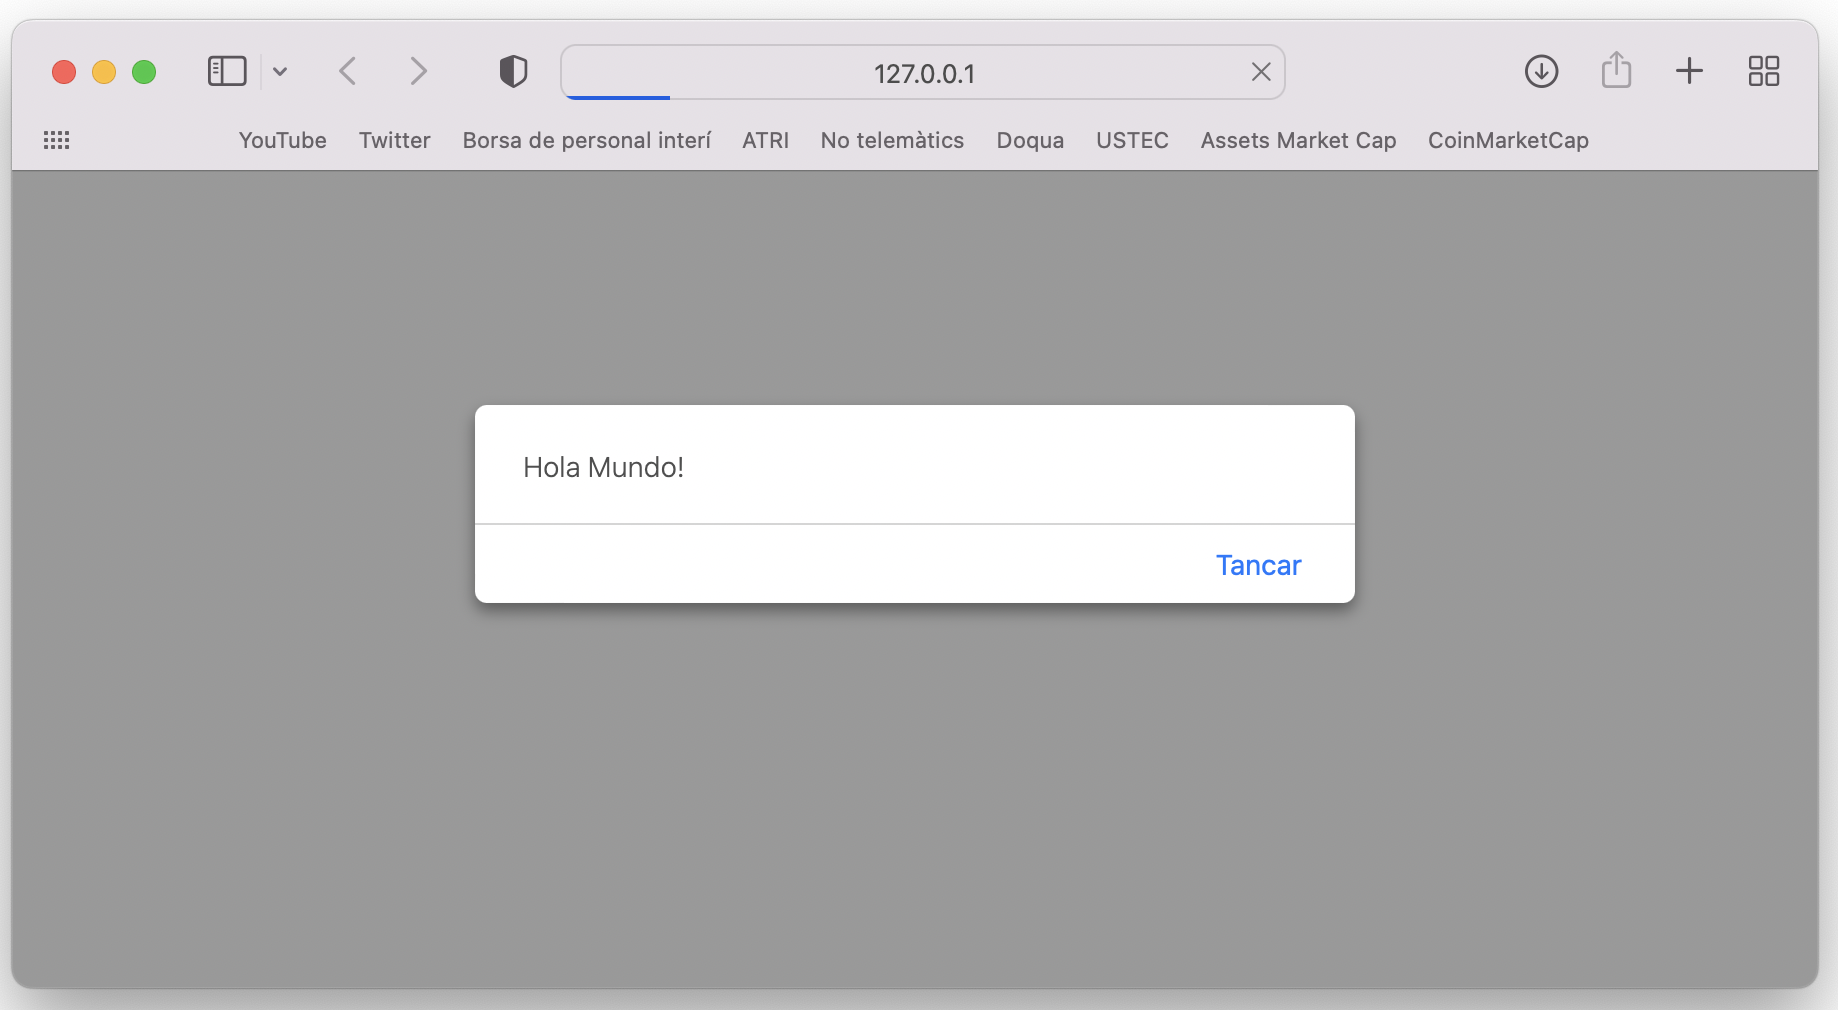 127.0.0.1
YouTube Twitter Borsa de personal interí ATRI No telemàtics Doqua USTEC Assets Market Cap CoinMarketCap
Hola Mundo!
Tancar